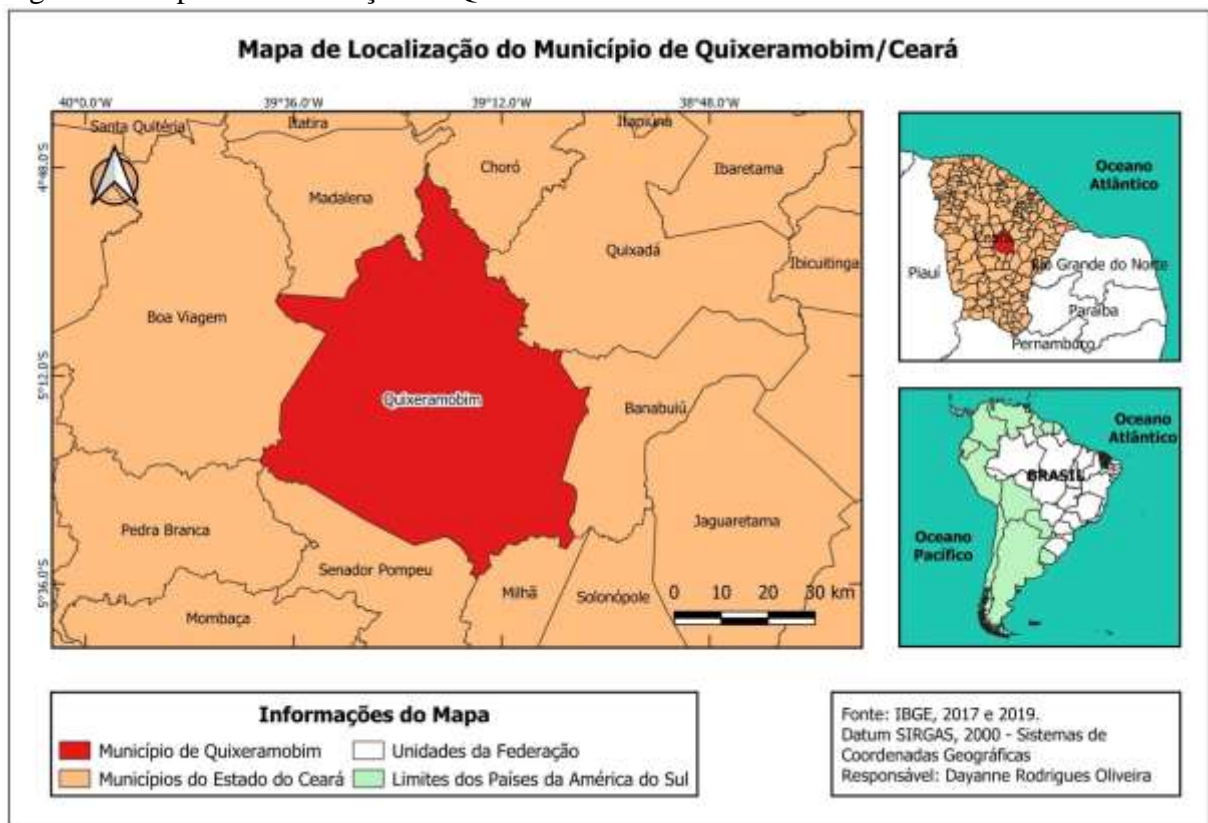 Mapa de Localização do Município de Quixeramobim/Ceará
40°0.0'W
39°36.0'W
39°12.0'W
38°48.0'W
4°48.0'S
5°12.0'S
5°36.0'S
Santa Quitéria
Itatira
Itapiúna
Choró
Ibaretama
Madalena
Quixadá
Ibicuitinga
Boa Viagem
Quixeramobim
Banabuiú
Pedra Branca
Jaguaretama
Senador Pompeu
Milhã
Solonópole
Mombaça
0 10 20 30 km
Oceano
Atlântico
Ceará
Piauí
Rio Grande do Norte
Paraíba
Pernambuco
Oceano
Atlântico
BRASIL
Oceano
Pacífico
Informações do Mapa
Município de Quixeramobim
Unidades da Federação
Municípios do Estado do Ceará
Limites dos Países da América do Sul
Fonte: IBGE, 2017 e 2019.
Datum SIRGAS, 2000 - Sistemas de
Coordenadas Geográficas
Responsável: Dayanne Rodrigues Oliveira